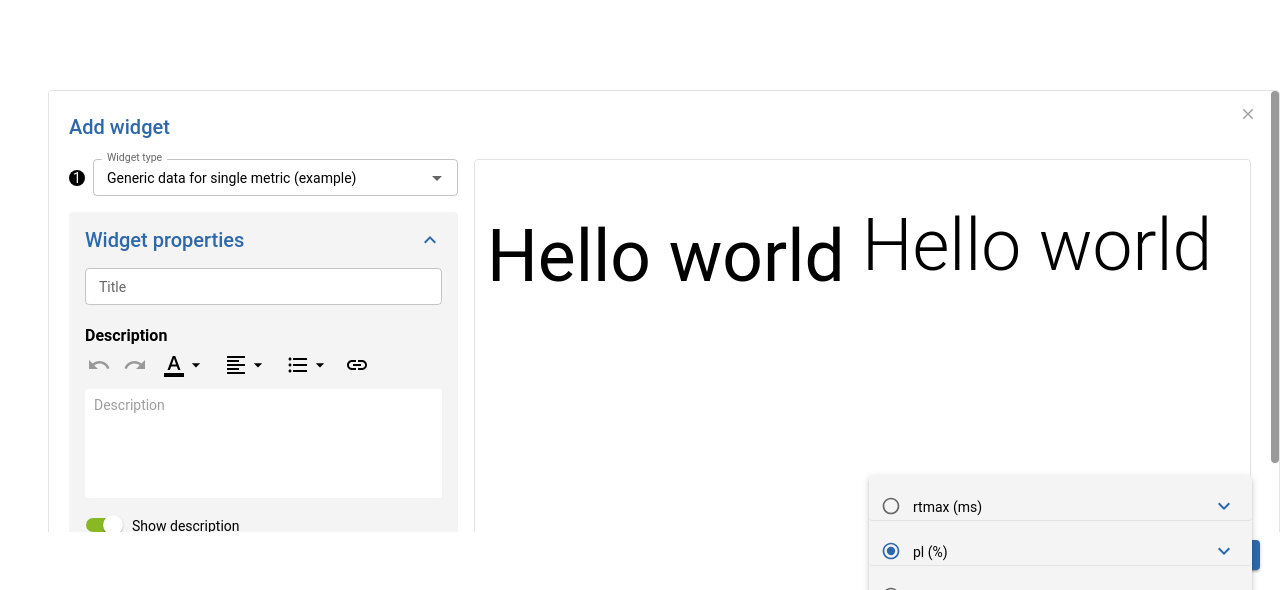 Add widget
Widget type
1 Generic data for single metric (example)
Widget properties
Title
Description
A
Description
Show description
Hello world Hello world
rtmax (ms)
pl (%)